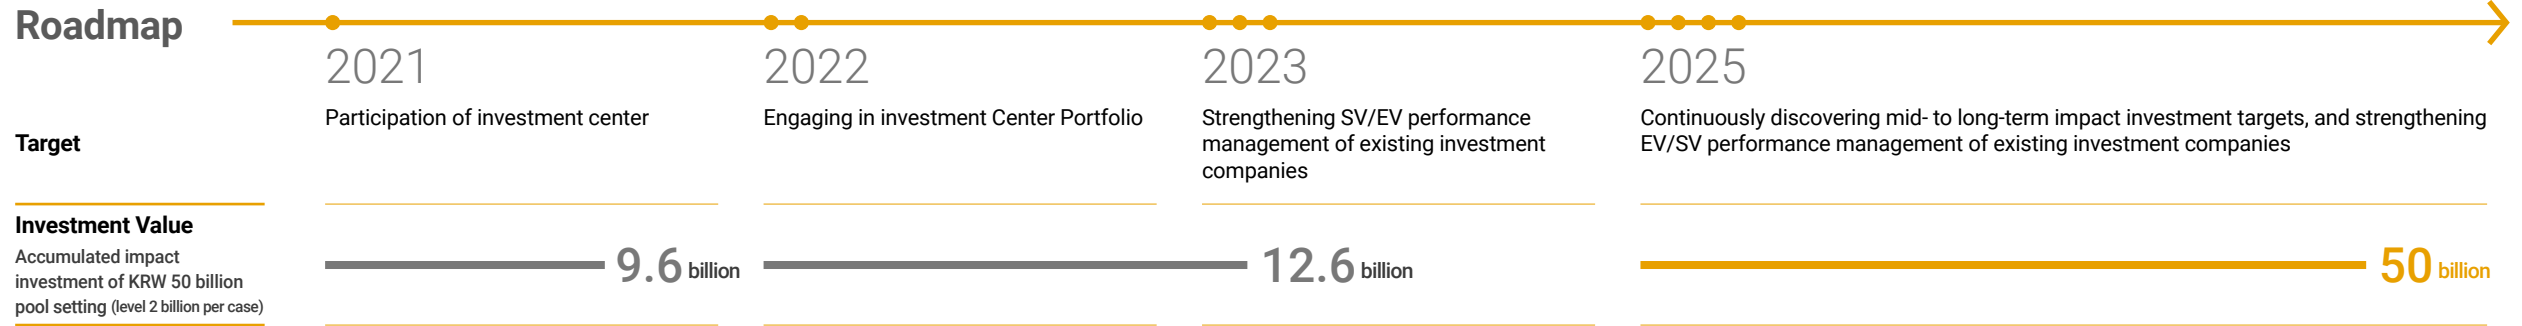 Roadmap
2021
2022
2023
2025
Target
Participation of investment center
Engaging in investment Center Portfolio
Strengthening SV/EV performance
management of existing investment
companies
Continuously discovering mid- to long-term impact investment targets, and strengthening
EV/SV performance management of existing investment companies
Investment Value
Accumulated impact
investment of KRW 50 billion
pool setting (level 2 billion per case)
9.6 billion
12.6 billion
50 billion